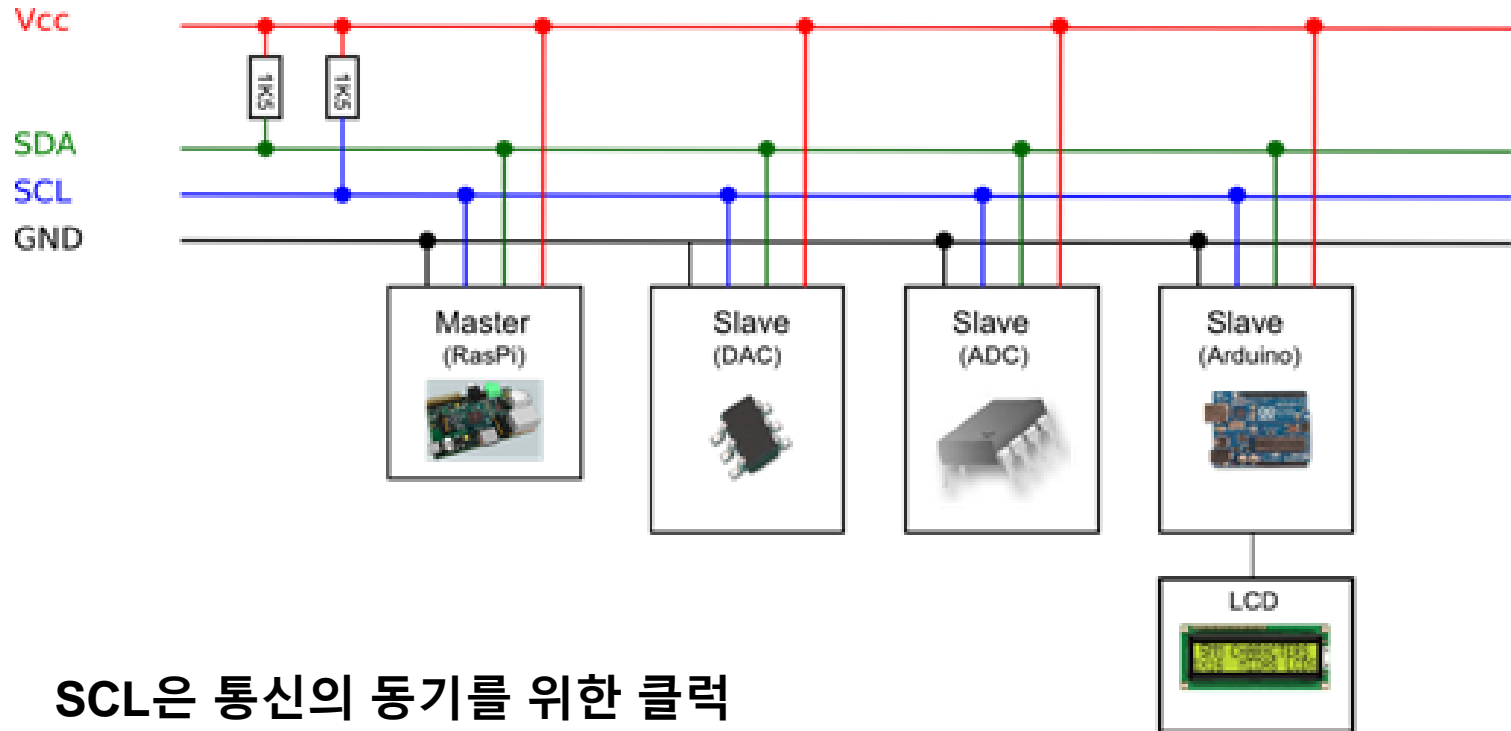 Vcc
1K5 1K5
SDA
SCL
GND
Master Slave Slave Slave
(RasPi) (DAC) (ADC) (Arduino)
LCD
SCL은 통신의 동기를 위한 클럭